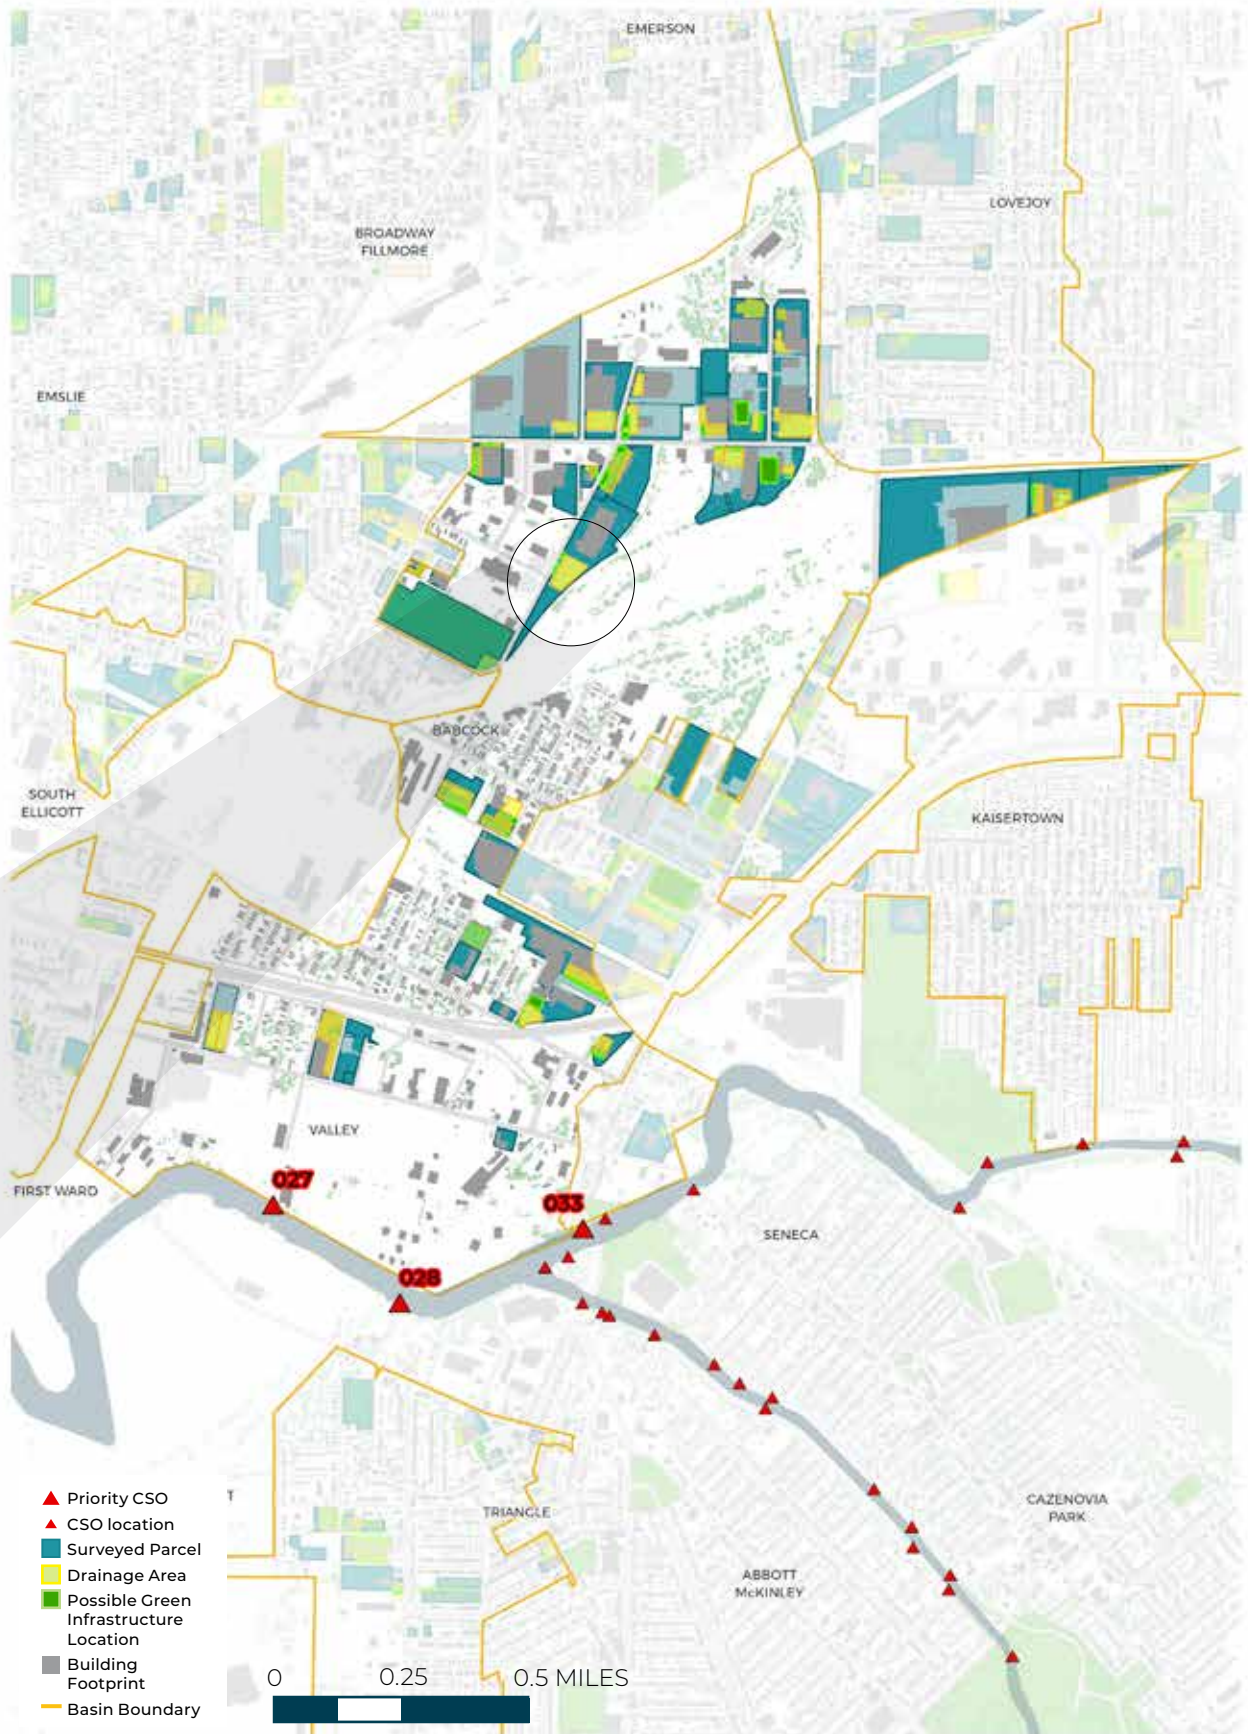 EMERSON
LOVEJOY
BROADWAY
FILLMORE
EMSLIE
BABCOCK
SOUTH
ELLICOTT
KAISERTOWN
VALLEY
027
FIRST WARD
033
SENECA
028
T
TRIANGLE
CAZENOVIA
PARK
ABBOTT
McKINLEY
Priority CSO
CSO location
Surveyed Parcel
Drainage Area
Possible Green
Infrastructure
Location
Building
Footprint
Basin Boundary
0 0.25 0.5 MILES